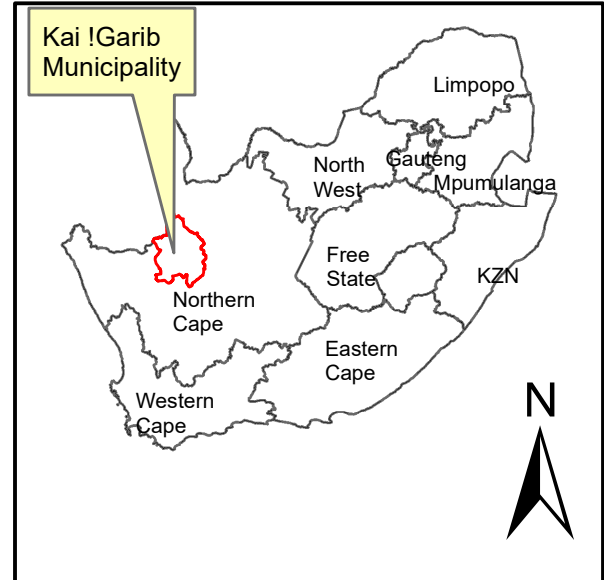 Kai !Garib
Municipality
Limpopo
Gauteng
North
West
Mpumulanga
Free
State
KZN
Northern
Cape
Eastern
Cape
Western
Cape
N